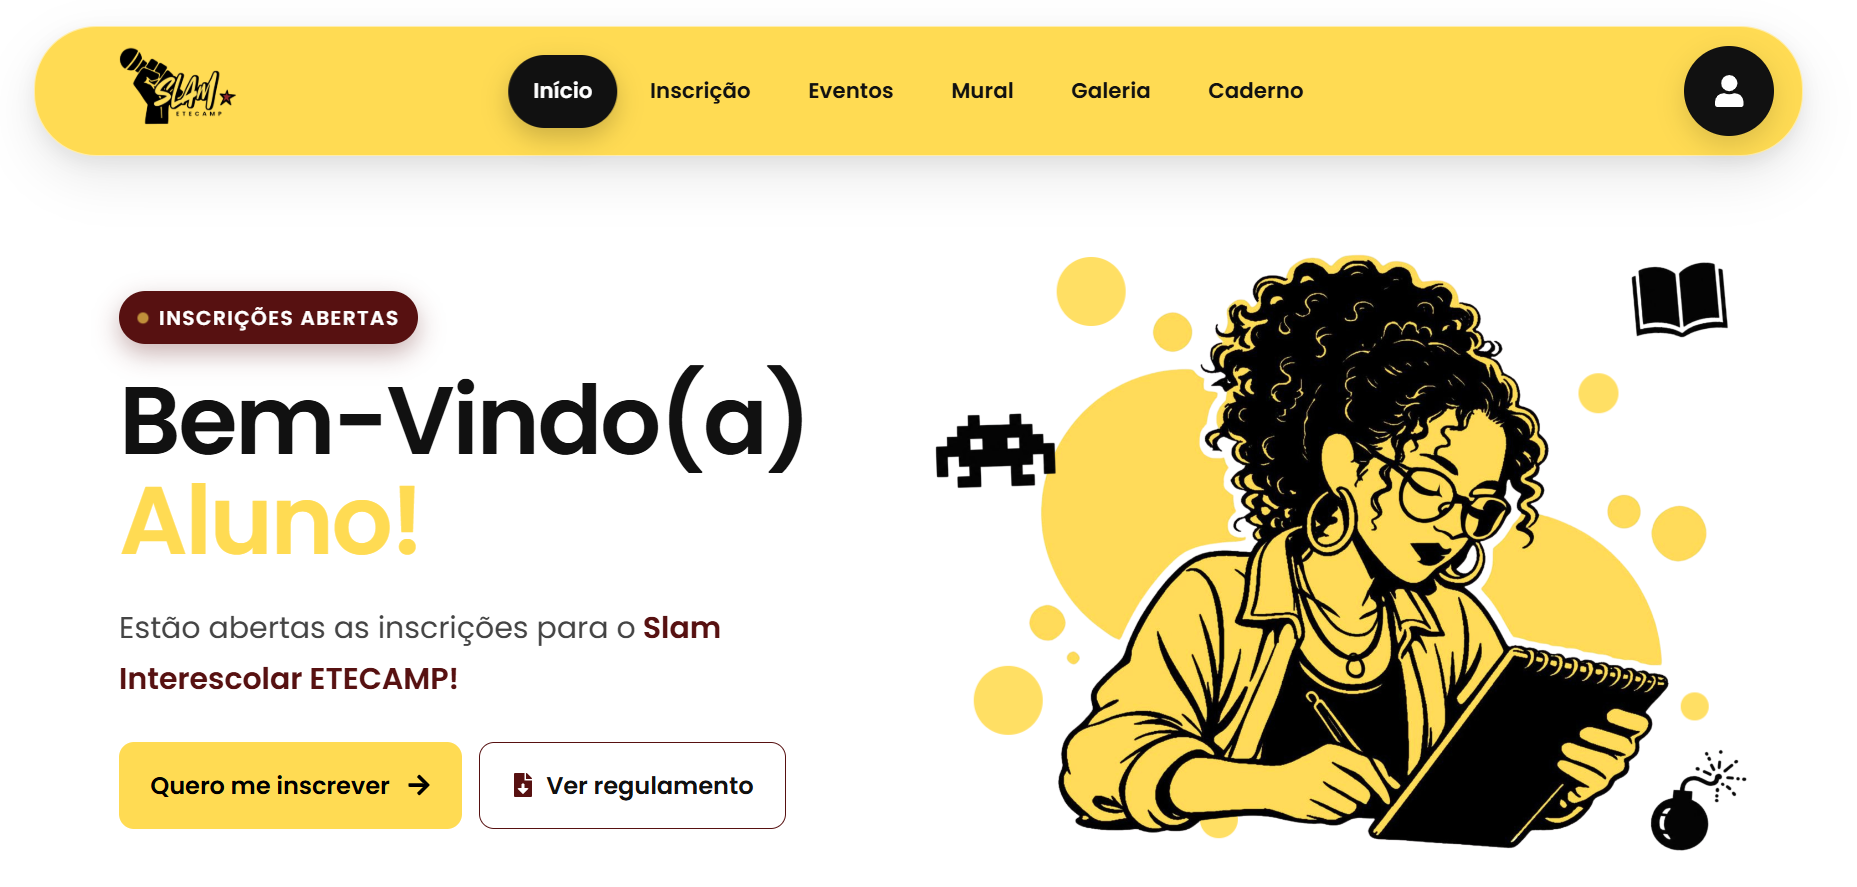 SLAM
ETECAMP
Início
Inscrição
Eventos
Mural
Galeria
Caderno
INSCRIÇÕES ABERTAS
Bem-Vindo(a)
Aluno!
Estão abertas as inscrições para o Slam
Interescolar ETECAMP!
Quero me inscrever
Ver regulamento